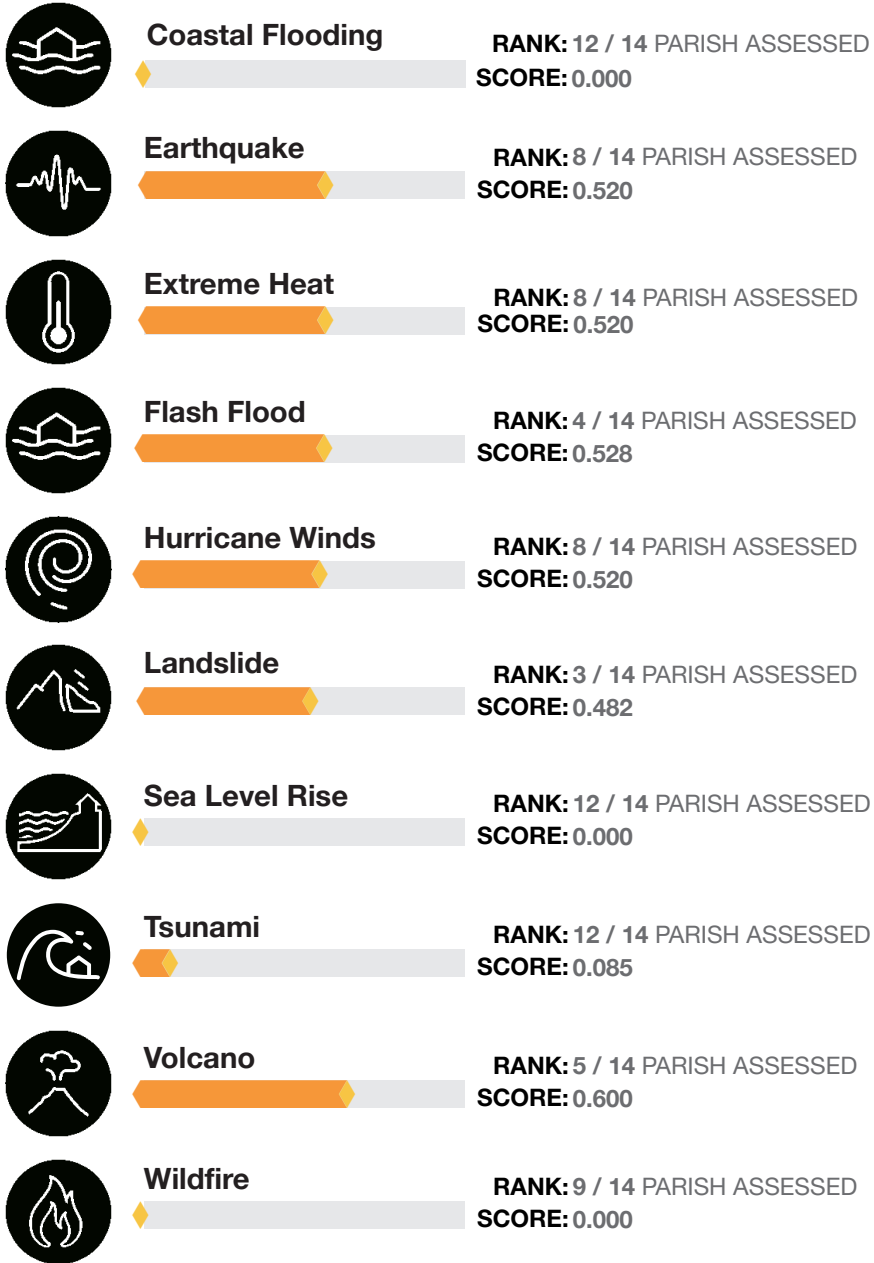 Coastal Flooding
RANK: 12 / 14 PARISH ASSESSED
SCORE: 0.000
Earthquake
RANK: 8 / 14 PARISH ASSESSED
SCORE: 0.520
Extreme Heat
RANK: 8 / 14 PARISH ASSESSED
SCORE: 0.520
Flash Flood
RANK: 4 / 14 PARISH ASSESSED
SCORE: 0.528
Hurricane Winds
RANK: 8 / 14 PARISH ASSESSED
SCORE: 0.520
Landslide
RANK: 3 / 14 PARISH ASSESSED
SCORE: 0.482
Sea Level Rise
RANK: 12 / 14 PARISH ASSESSED
SCORE: 0.000
Tsunami
RANK: 12 / 14 PARISH ASSESSED
SCORE: 0.085
Volcano
RANK: 5 / 14 PARISH ASSESSED
SCORE: 0.600
Wildfire
RANK: 9 / 14 PARISH ASSESSED
SCORE: 0.000